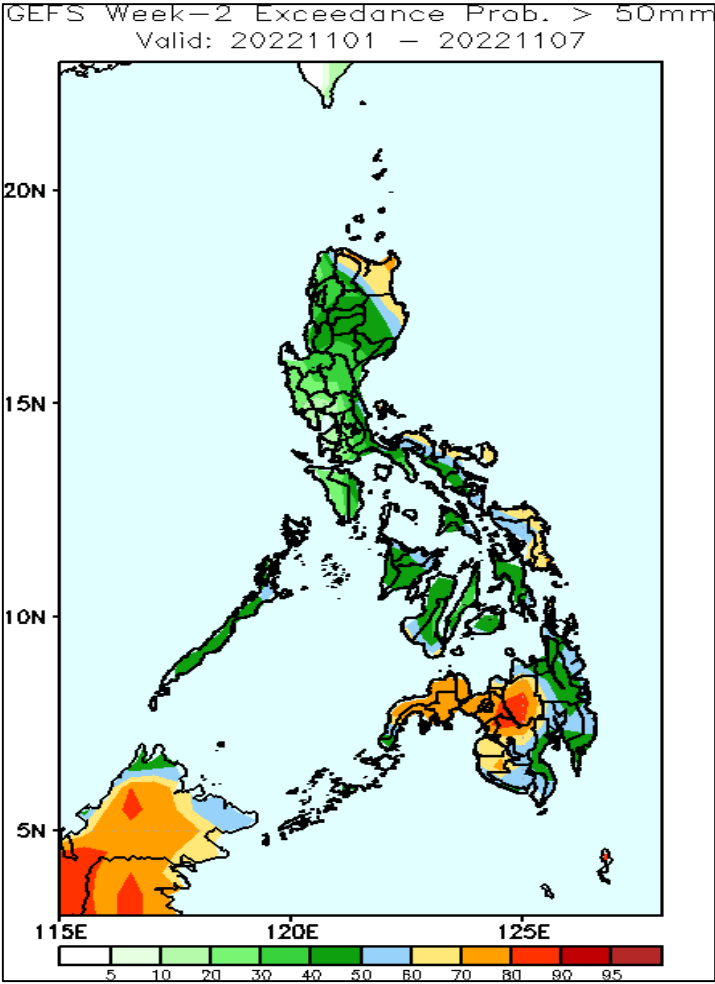 GEFS Week-2 Exceedance Prob. > 50mm
Valid: 20221101 - 20221107
20N
15N
10N
5N
115E 120E 125E
5 10 20 30 40 50 60 70 80 90 95